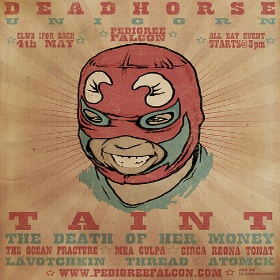 DEADHORSE
UNICORN
CLWB IFOR BACH
4TH MAY
PEDIGREE
FALCON
ALL DAY EVENT
STARTS@3pm
TAINT
THE DEATH OF HER MONEY
THE OCEAN FRACTURE MEA CULPA CIRCA REGNA TONAT
LAVOTCHKIN THREAD ATOMCK
WWW.PEDIGREEFALCON.COM